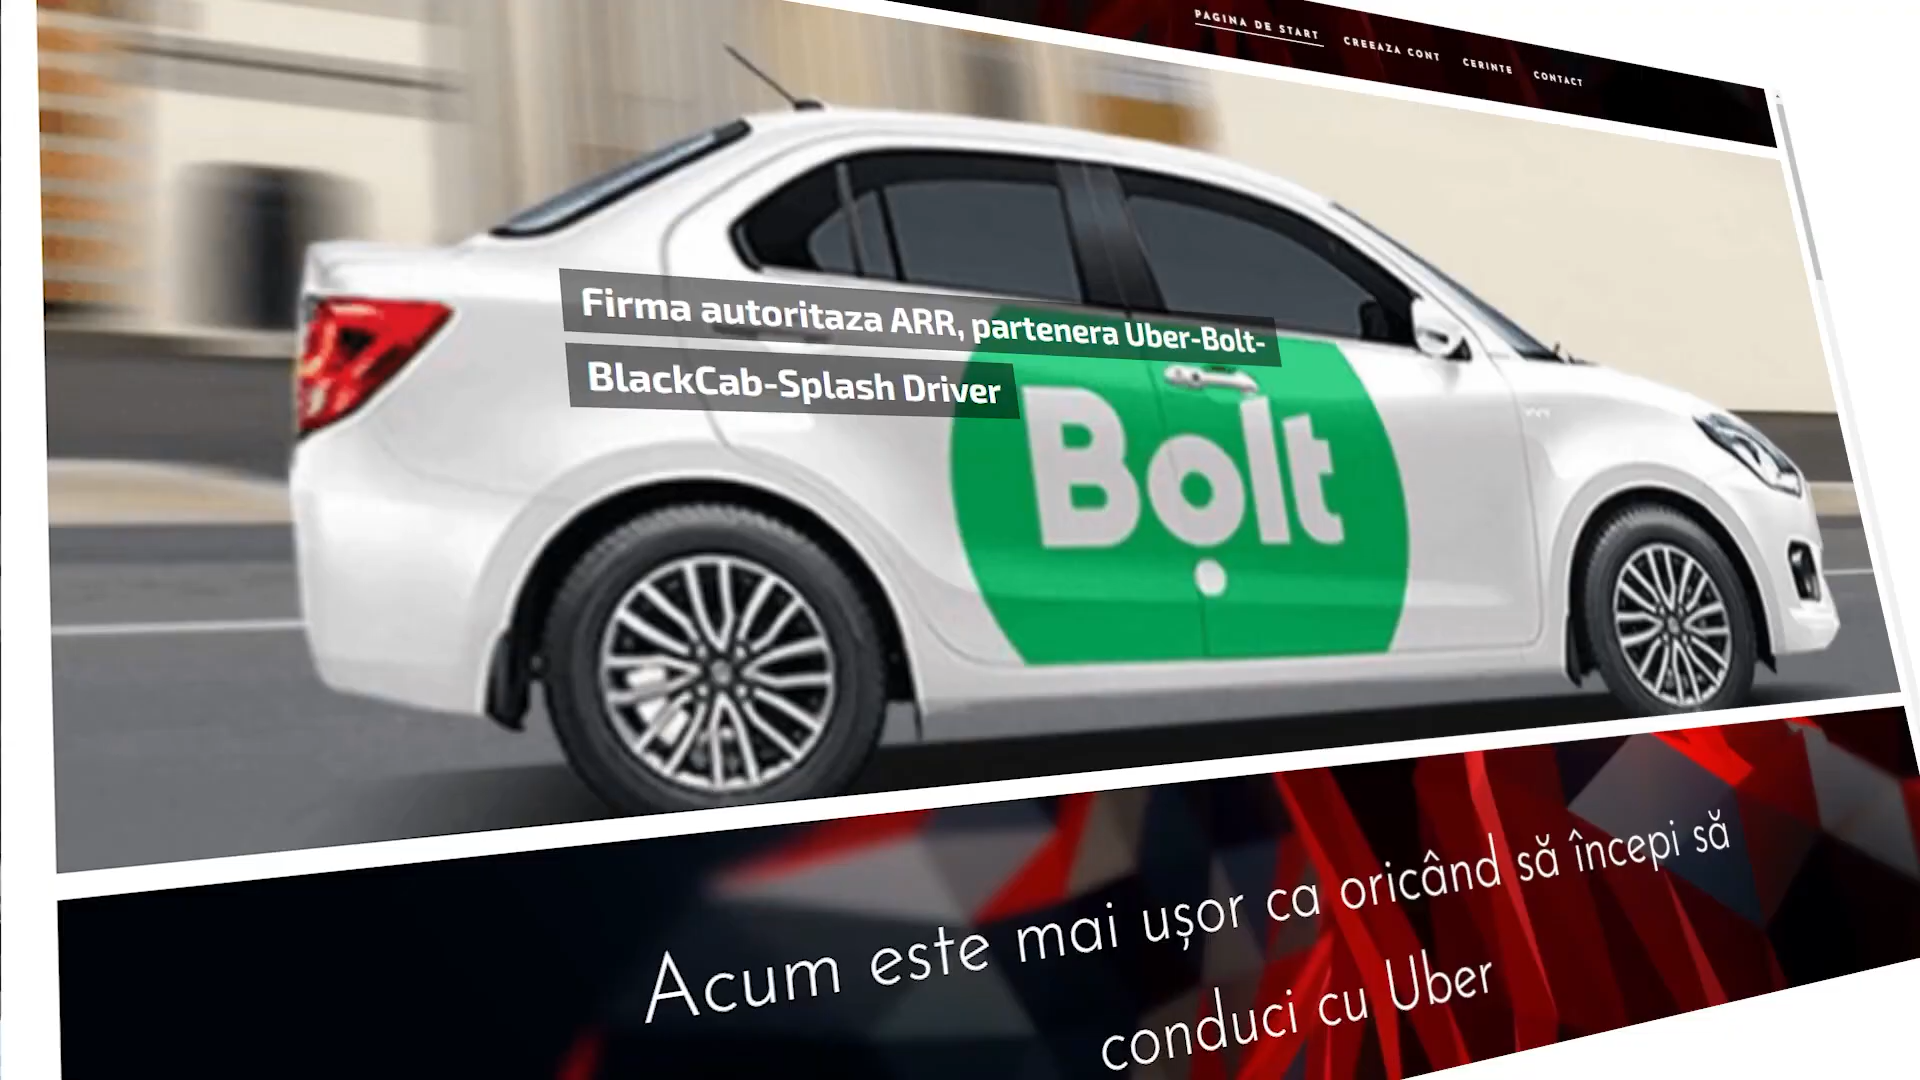 PAGINA DE START
CREEAZA CONT
CERINTE
CONTACT
Firma autoritaza ARR, partenera Uber-Bolt-
BlackCab-Splash Driver
Bolt
Acum este mai ușor ca oricând să începi să
conduci cu Uber